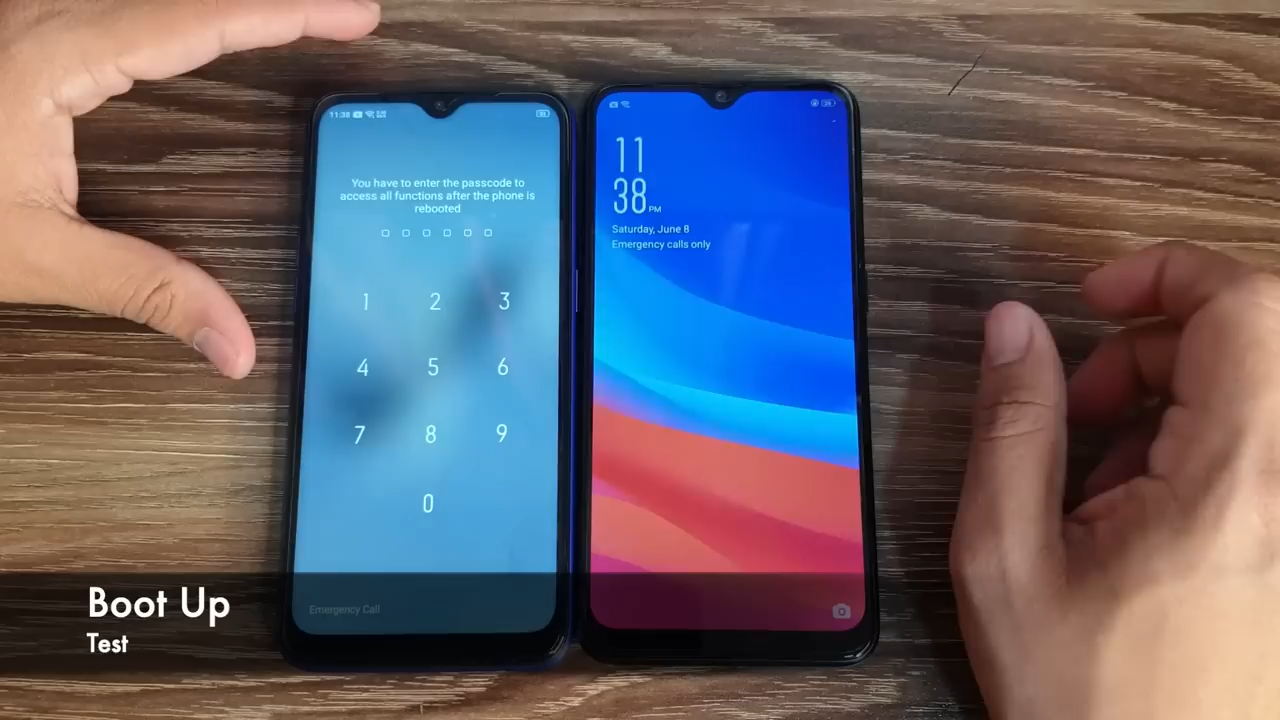 11:38
You have to enter the passcode to
access all functions after the phone is
rebooted
1 2 3
4 5 6
7 8 9
0
Emergency Call
11
38 PM
Saturday, June 8
Emergency calls only
Boot Up
Test